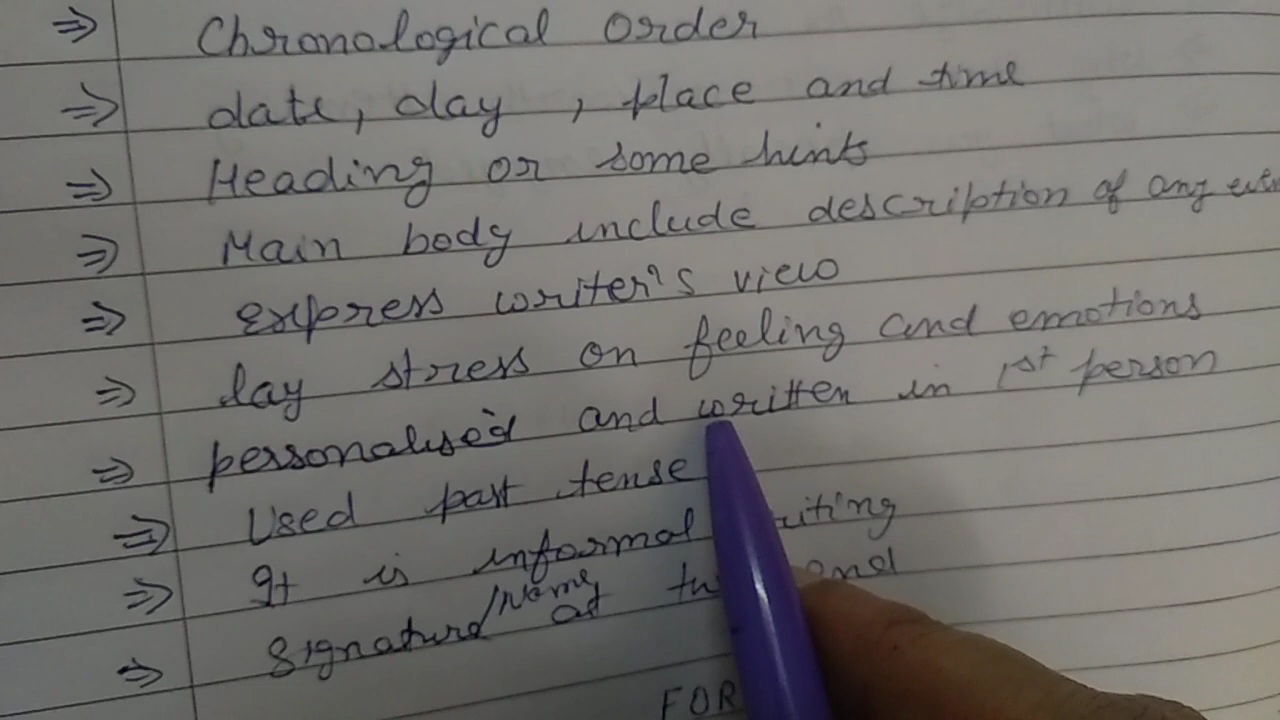 ⇒ Chronological order
⇒ date, day, place and time
⇒ Heading or some hints
⇒ Main body include description of any
⇒ express writer's view
⇒ lay stress on feeling and emotions
⇒ personalised and written in 1st person
⇒ Used past tense
⇒ It is informal
⇒ Signature/Name at end
FOR